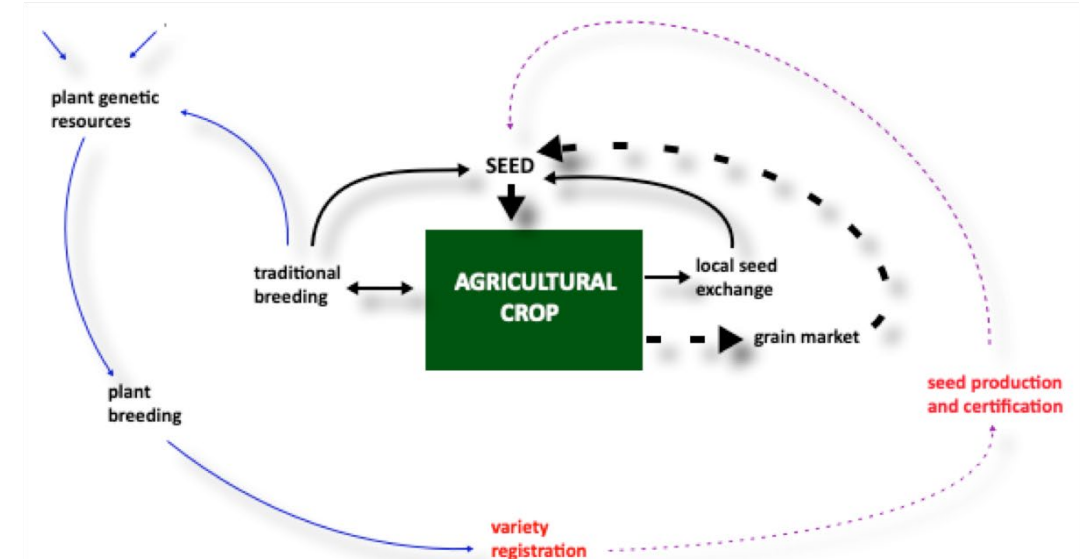 plant genetic
resources
SEED
traditional
breeding
AGRICULTURAL
CROP
local seed
exchange
grain market
plant
breeding
seed production
and certification
variety
registration